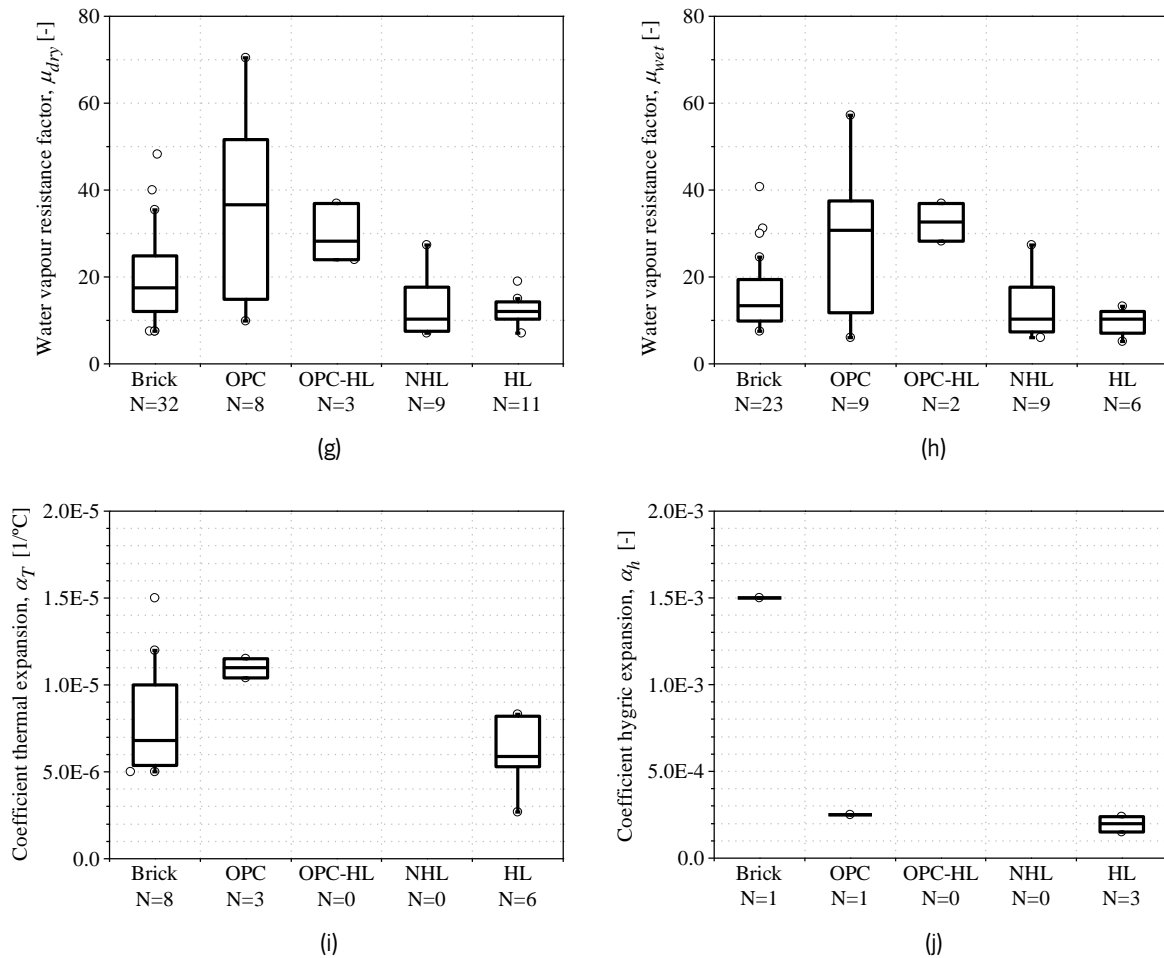 Water vapour resistance factor, μdry [-]
80
60
40
20
0
Brick OPC OPC-HL NHL HL
N=32 N=8 N=3 N=9 N=11
(g)
Water vapour resistance factor, μwet [-]
80
60
40
20
0
Brick OPC OPC-HL NHL HL
N=23 N=9 N=2 N=9 N=6
(h)
Coefficient thermal expansion, αT [1/ºC]
2.0E-5
1.5E-5
1.0E-5
5.0E-6
0.0
Brick OPC OPC-HL NHL HL
N=8 N=3 N=0 N=0 N=6
(i)
Coefficient hygric expansion, αh [-]
2.0E-3
1.5E-3
1.0E-3
5.0E-4
0.0
Brick OPC OPC-HL NHL HL
N=1 N=1 N=0 N=0 N=3
(j)